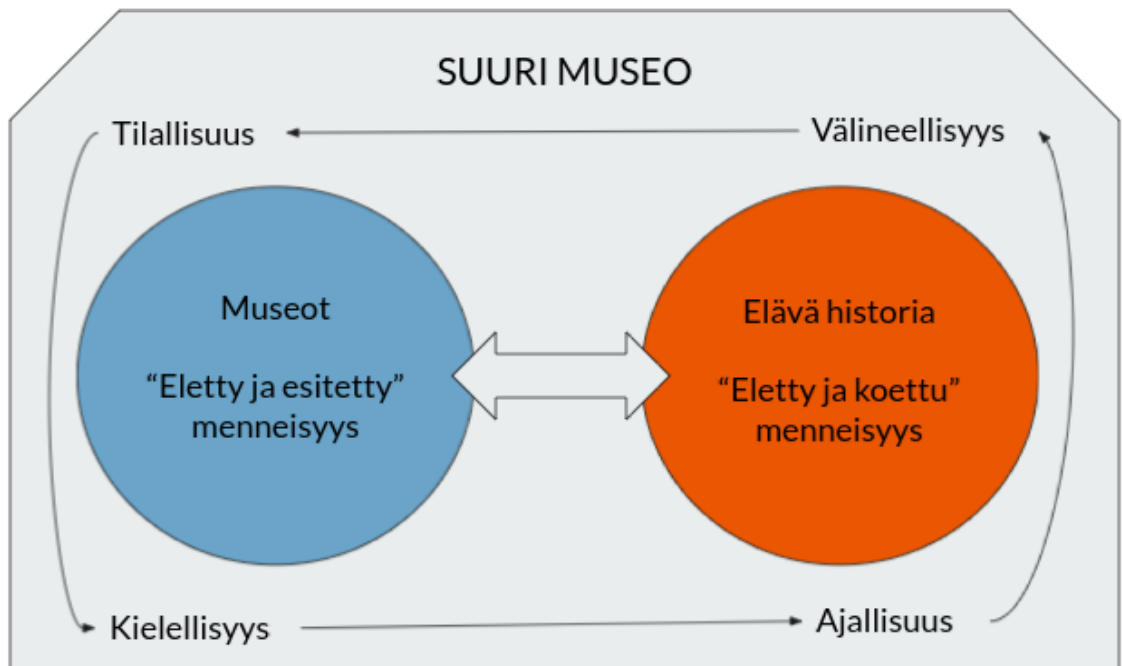 SUURI MUSEO
Tilallisuus
Välineellisyys
Museot
“Eletty ja esitetty”
menneisyys
Elävä historia
“Eletty ja koettu”
menneisyys
Kielellisyys
Ajallisuus